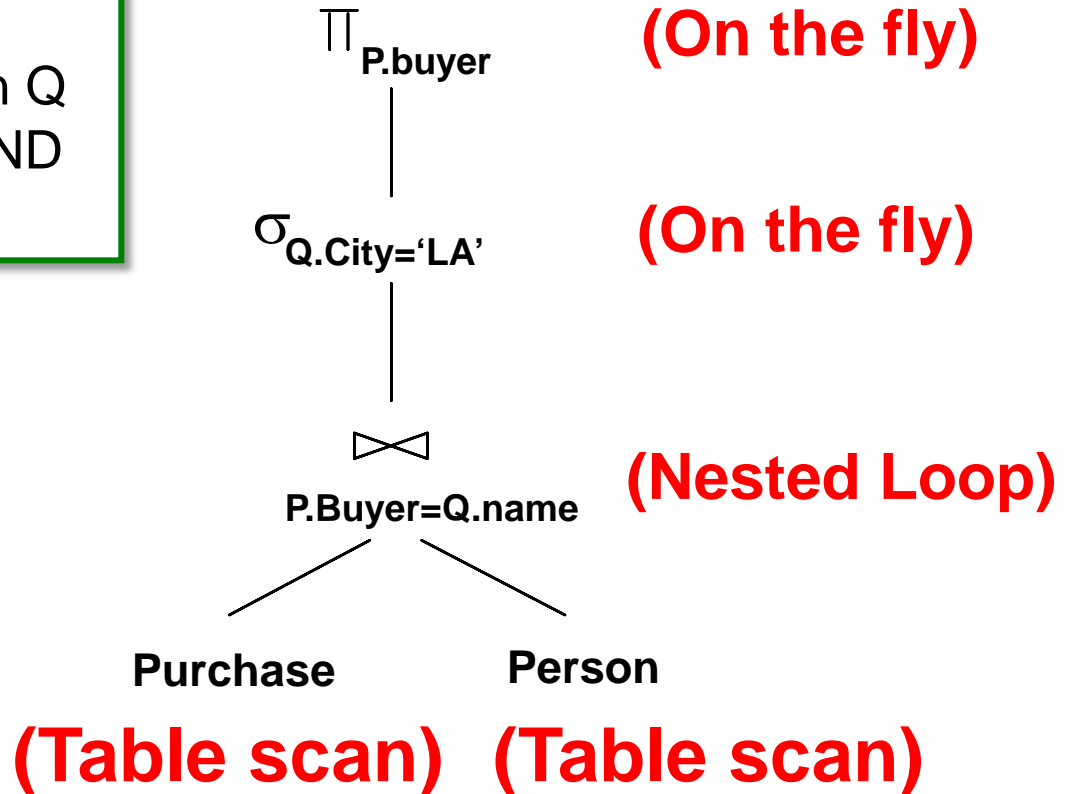 n Q
ND
π P.buyer (On the fly)
σ Q.City=‘LA’ (On the fly)
⋈ (Nested Loop)
P.Buyer=Q.name
Purchase Person
(Table scan) (Table scan)